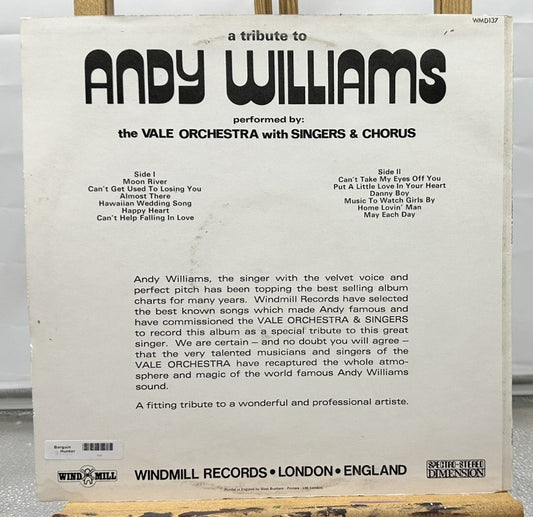 WMD137
a tribute to
ANDY WILLIAMS
performed by:
the VALE ORCHESTRA with SINGERS & CHORUS
Side I
Moon River
Can't Get Used To Losing You
Almost There
Hawaiian Wedding Song
Happy Heart
Can't Help Falling In Love
Side II
Can't Take My Eyes Off You
Put A Little Love In Your Heart
Danny Boy
Music To Watch Girls By
Home Lovin' Man
May Each Day
Andy Williams, the singer with the velvet voice and
perfect pitch has been topping the best selling album
charts for many years. Windmill Records have selected
the best known songs which made Andy famous and
have commissioned the VALE ORCHESTRA & SINGERS
to record this album as a special tribute to this great
singer. We are certain – and no doubt you will agree –
that the very talented musicians and singers of the
VALE ORCHESTRA have recaptured the whole atmo-
sphere and magic of the world famous Andy Williams
sound.
A fitting tribute to a wonderful and professional artiste.
Bargain
Hunter
WIND MILL
WINDMILL RECORDS • LONDON • ENGLAND
SPECTRO-STEREO
DIMENSION